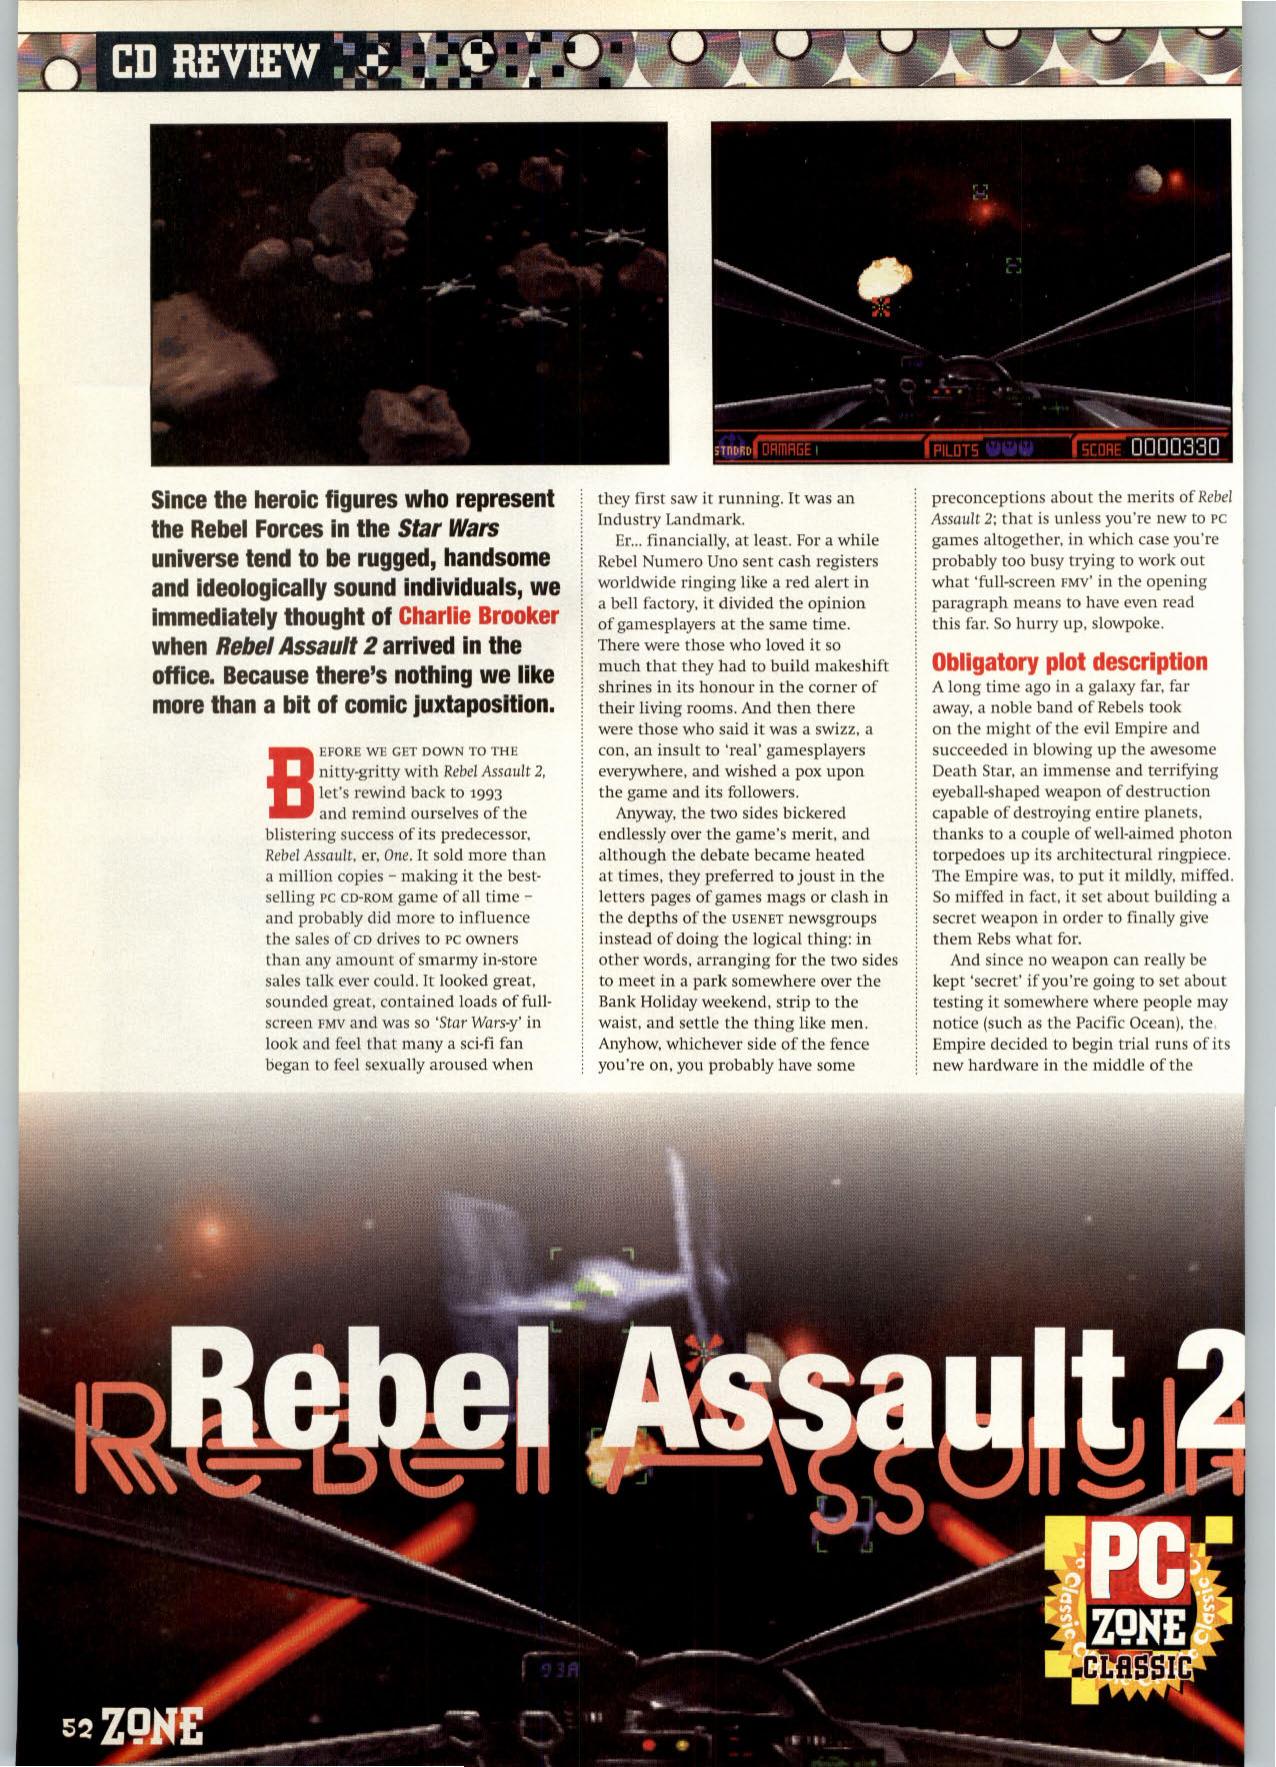 CD REVIEW
STNDRD DAMAGE PILOTS SCORE 0000330
Since the heroic figures who represent
the Rebel Forces in the Star Wars
universe tend to be rugged, handsome
and ideologically sound individuals, we
immediately thought of Charlie Brooker
when Rebel Assault 2 arrived in the
office. Because there's nothing we like
more than a bit of comic juxtaposition.
BEFORE WE GET DOWN TO THE
nitty-gritty with Rebel Assault 2,
let's rewind back to 1993
and remind ourselves of the
blistering success of its predecessor,
Rebel Assault, er, One. It sold more than
a million copies – making it the best-
selling PC CD-ROM game of all time –
and probably did more to influence
the sales of CD drives to PC owners
than any amount of smarmy in-store
sales talk ever could. It looked great,
sounded great, contained loads of full-
screen FMV and was so 'Star Wars-y' in
look and feel that many a sci-fi fan
began to feel sexually aroused when
they first saw it running. It was an
Industry Landmark.
Er... financially, at least. For a while
Rebel Numero Uno sent cash registers
worldwide ringing like a red alert in
a bell factory, it divided the opinion
of gamesplayers at the same time.
There were those who loved it so
much that they had to build makeshift
shrines in its honour in the corner of
their living rooms. And then there
were those who said it was a swizz, a
con, an insult to 'real' gamesplayers
everywhere, and wished a pox upon
the game and its followers.
Anyway, the two sides bickered
endlessly over the game's merit, and
although the debate became heated
at times, they preferred to joust in the
letters pages of games mags or clash in
the depths of the USENET newsgroups
instead of doing the logical thing: in
other words, arranging for the two sides
to meet in a park somewhere over the
Bank Holiday weekend, strip to the
waist, and settle the thing like men.
Anyhow, whichever side of the fence
you're on, you probably have some
preconceptions about the merits of Rebel
Assault 2; that is unless you're new to PC
games altogether, in which case you're
probably too busy trying to work out
what 'full-screen FMV' in the opening
paragraph means to have even read
this far. So hurry up, slowpoke.
Obligatory plot description
A long time ago in a galaxy far, far
away, a noble band of Rebels took
on the might of the evil Empire and
succeeded in blowing up the awesome
Death Star, an immense and terrifying
eyeball-shaped weapon of destruction
capable of destroying entire planets,
thanks to a couple of well-aimed photon
torpedoes up its architectural ringpiece.
The Empire was, to put it mildly, miffed.
So miffed in fact, it set about building a
secret weapon in order to finally give
them Rebs what for.
And since no weapon can really be
kept 'secret' if you're going to set about
testing it somewhere where people may
notice (such as the Pacific Ocean), the
Empire decided to begin trial runs of its
new hardware in the middle of the
Rebel Assault 2
Rebel Assault
PC
ZONE
CLASSIC
Classic Classic
93A
52 ZONE